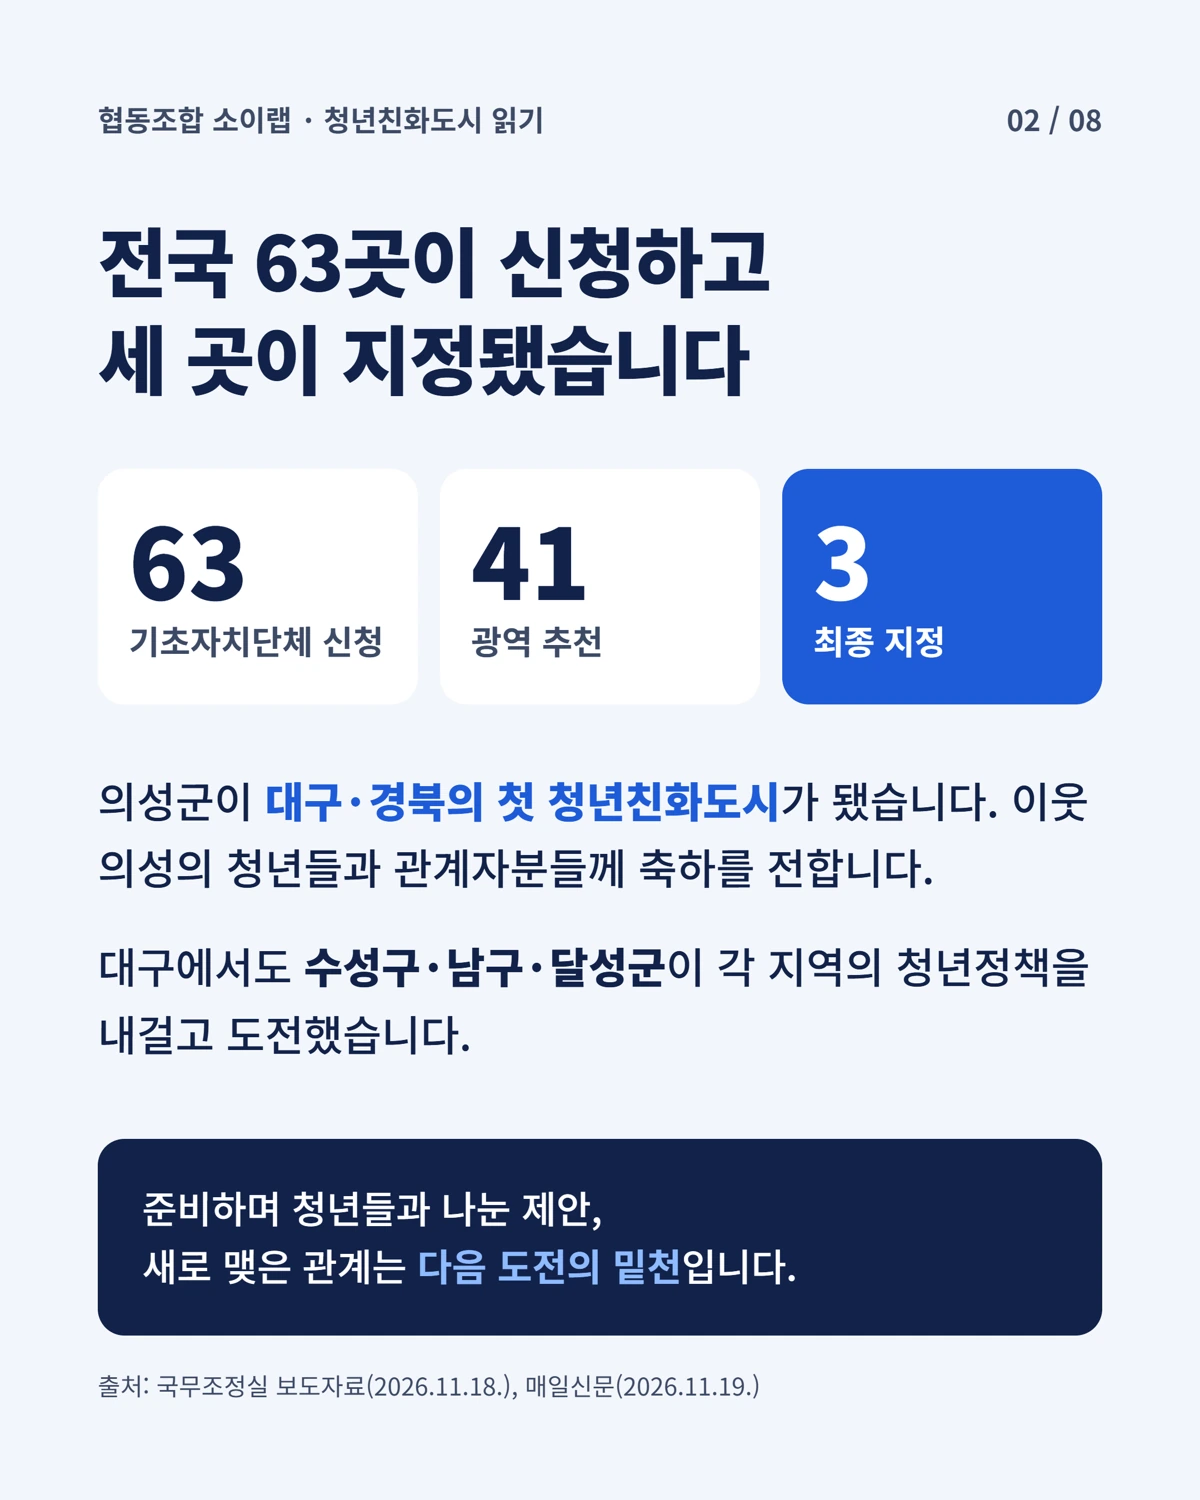 협동조합 소이랩 · 청년친화도시 읽기
02 / 08
전국 63곳이 신청하고
세 곳이 지정됐습니다
63
기초자치단체 신청
41
광역 추천
3
최종 지정
의성군이 대구·경북의 첫 청년친화도시가 됐습니다. 이웃
의성의 청년들과 관계자분들께 축하를 전합니다.
대구에서도 수성구·남구·달성군이 각 지역의 청년정책을
내걸고 도전했습니다.
준비하며 청년들과 나눈 제안,
새로 맺은 관계는 다음 도전의 밑천입니다.
출처: 국무조정실 보도자료(2026.11.18.), 매일신문(2026.11.19.)